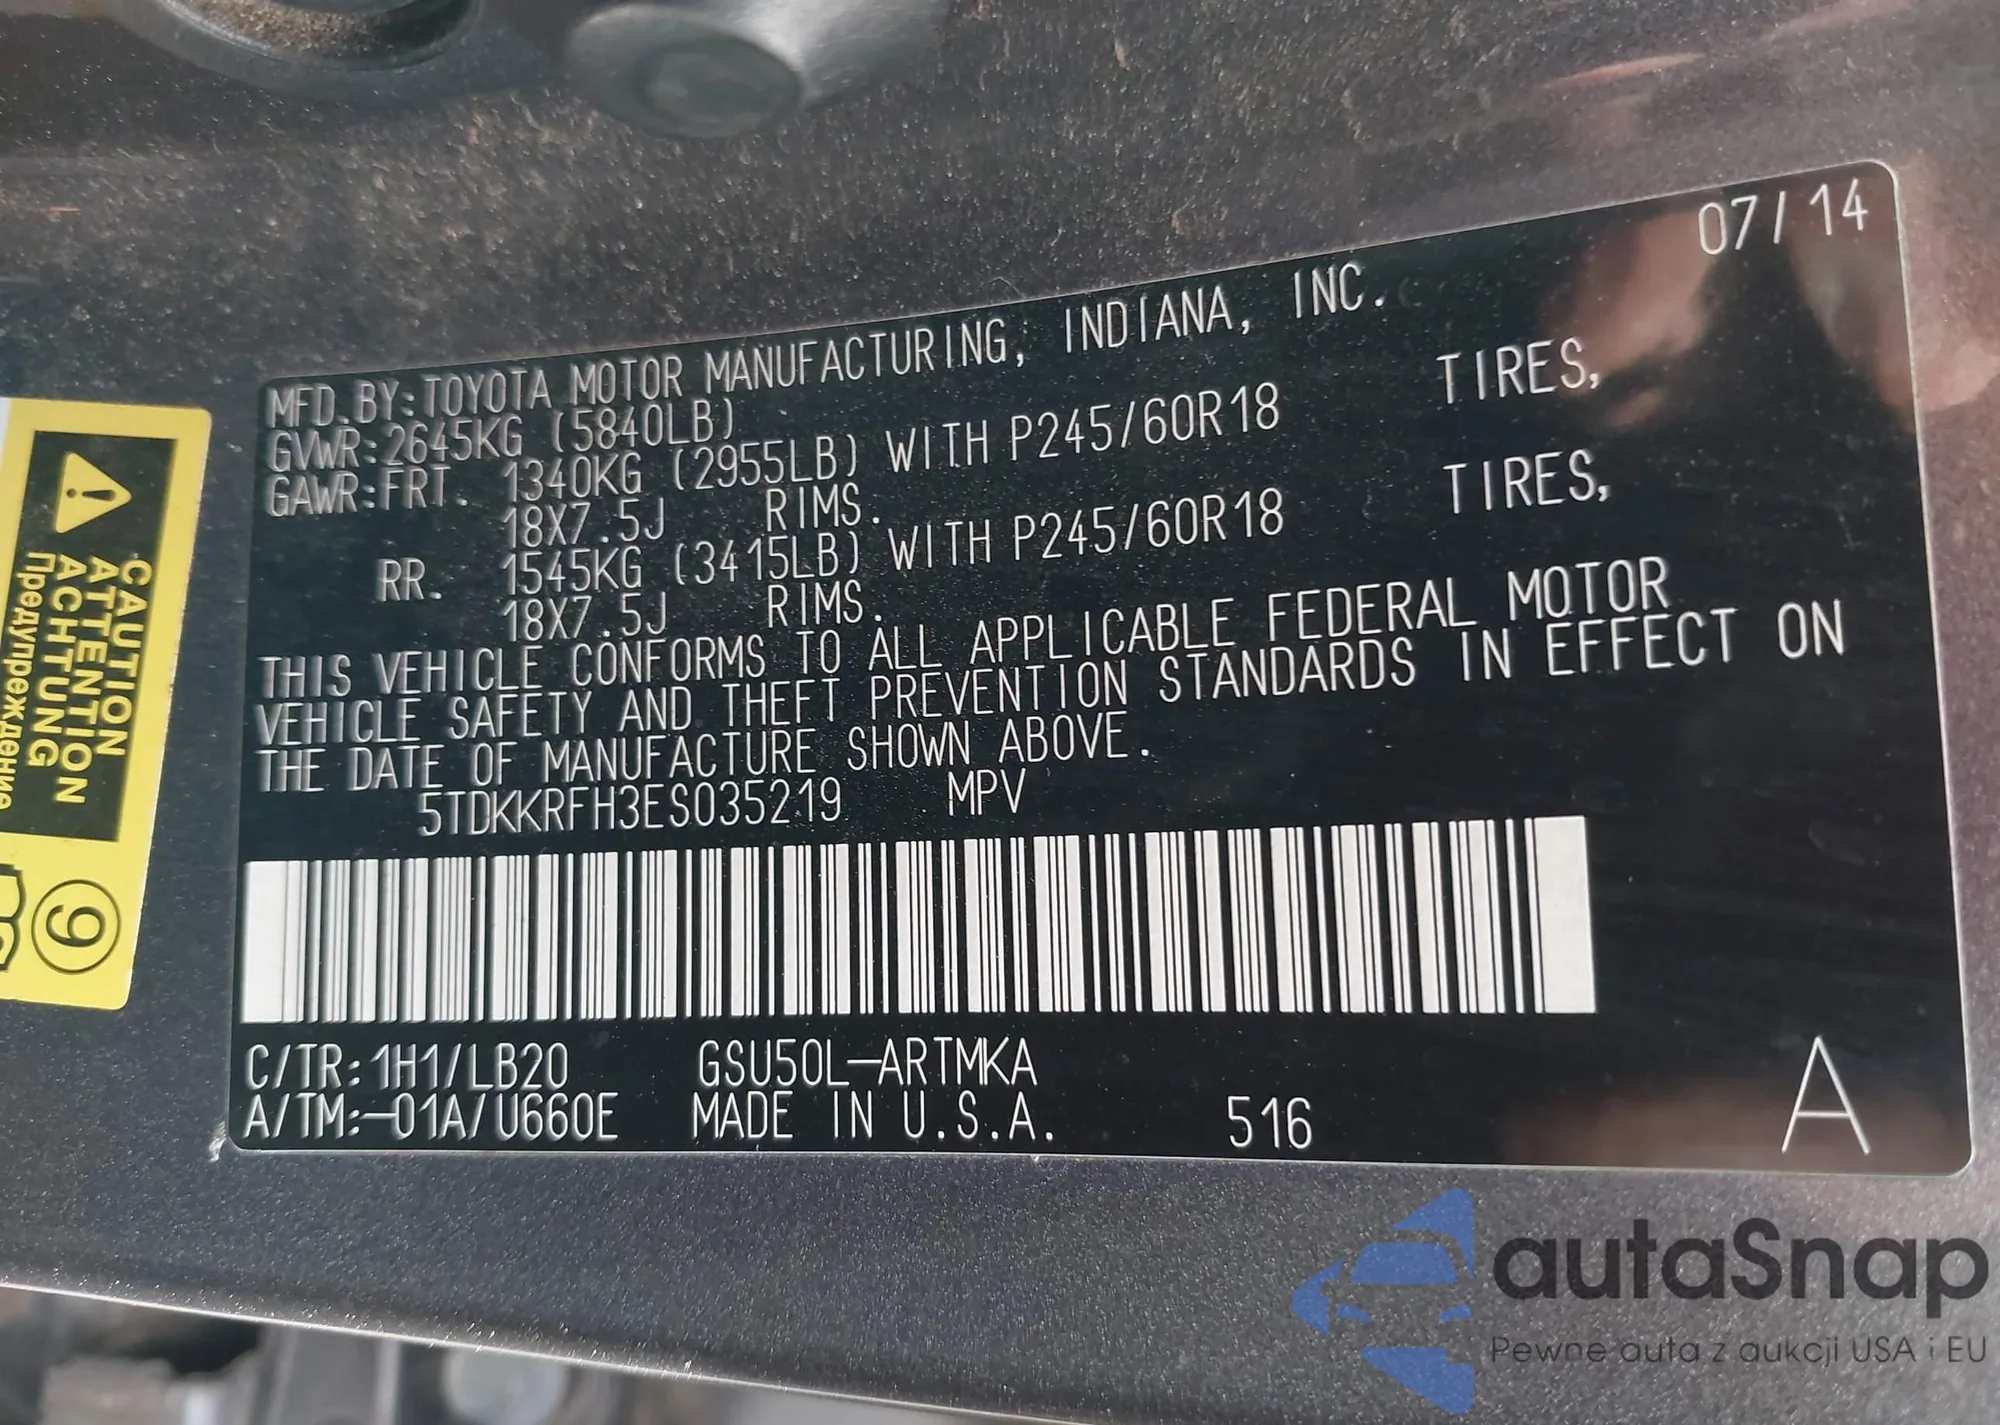 07/14
MFD.BY:TOYOTA MOTOR MANUFACTURING, INDIANA, INC.
GVWR:2645KG (5840LB)
GAWR:FRT. 1340KG (2955LB) WITH P245/60R18 TIRES,
18X7.5J RIMS.
RR. 1545KG (3415LB) WITH P245/60R18 TIRES,
18X7.5J RIMS.
THIS VEHICLE CONFORMS TO ALL APPLICABLE FEDERAL MOTOR
VEHICLE SAFETY AND THEFT PREVENTION STANDARDS IN EFFECT ON
THE DATE OF MANUFACTURE SHOWN ABOVE.
5TDKKRFH3ES035219 MPV
C/TR:1H1/LB20 GSU50L-ARTMKA
A/TM:-01A/U660E MADE IN U.S.A. 516 A
CAUTION
ATTENTION
ACHTUNG
Предупреждение
9
autaSnap
Pewne auta z aukcji USA i EU